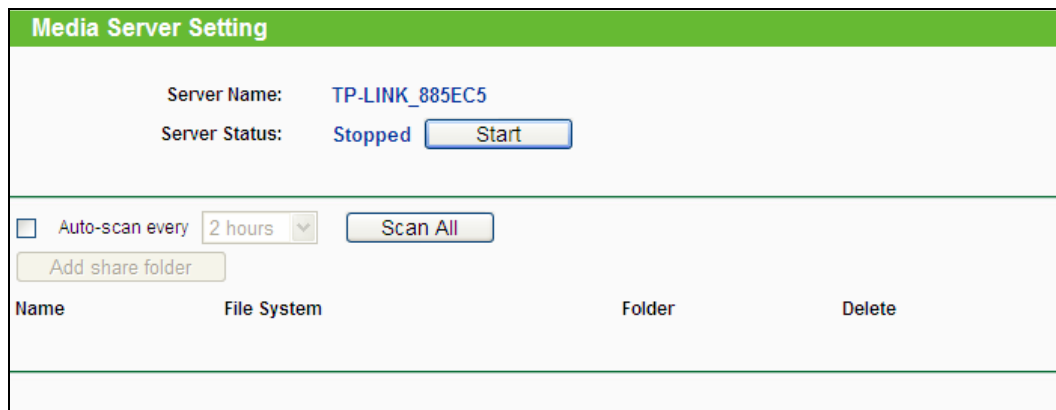 Media Server Setting
Server Name: TP-LINK_885EC5
Server Status: Stopped Start
Auto-scan every 2 hours Scan All
Add share folder
Name File System Folder Delete